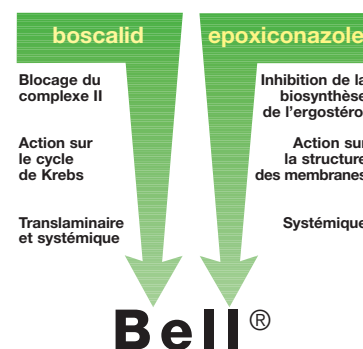 boscalid
Blocage du
complexe II
Action sur
le cycle
de Krebs
Translaminaire
et systémique
epoxiconazole
Inhibition de la
biosynthèse
de l'ergostéro
Action sur
la structure
des membranes
Systémique
Bell®